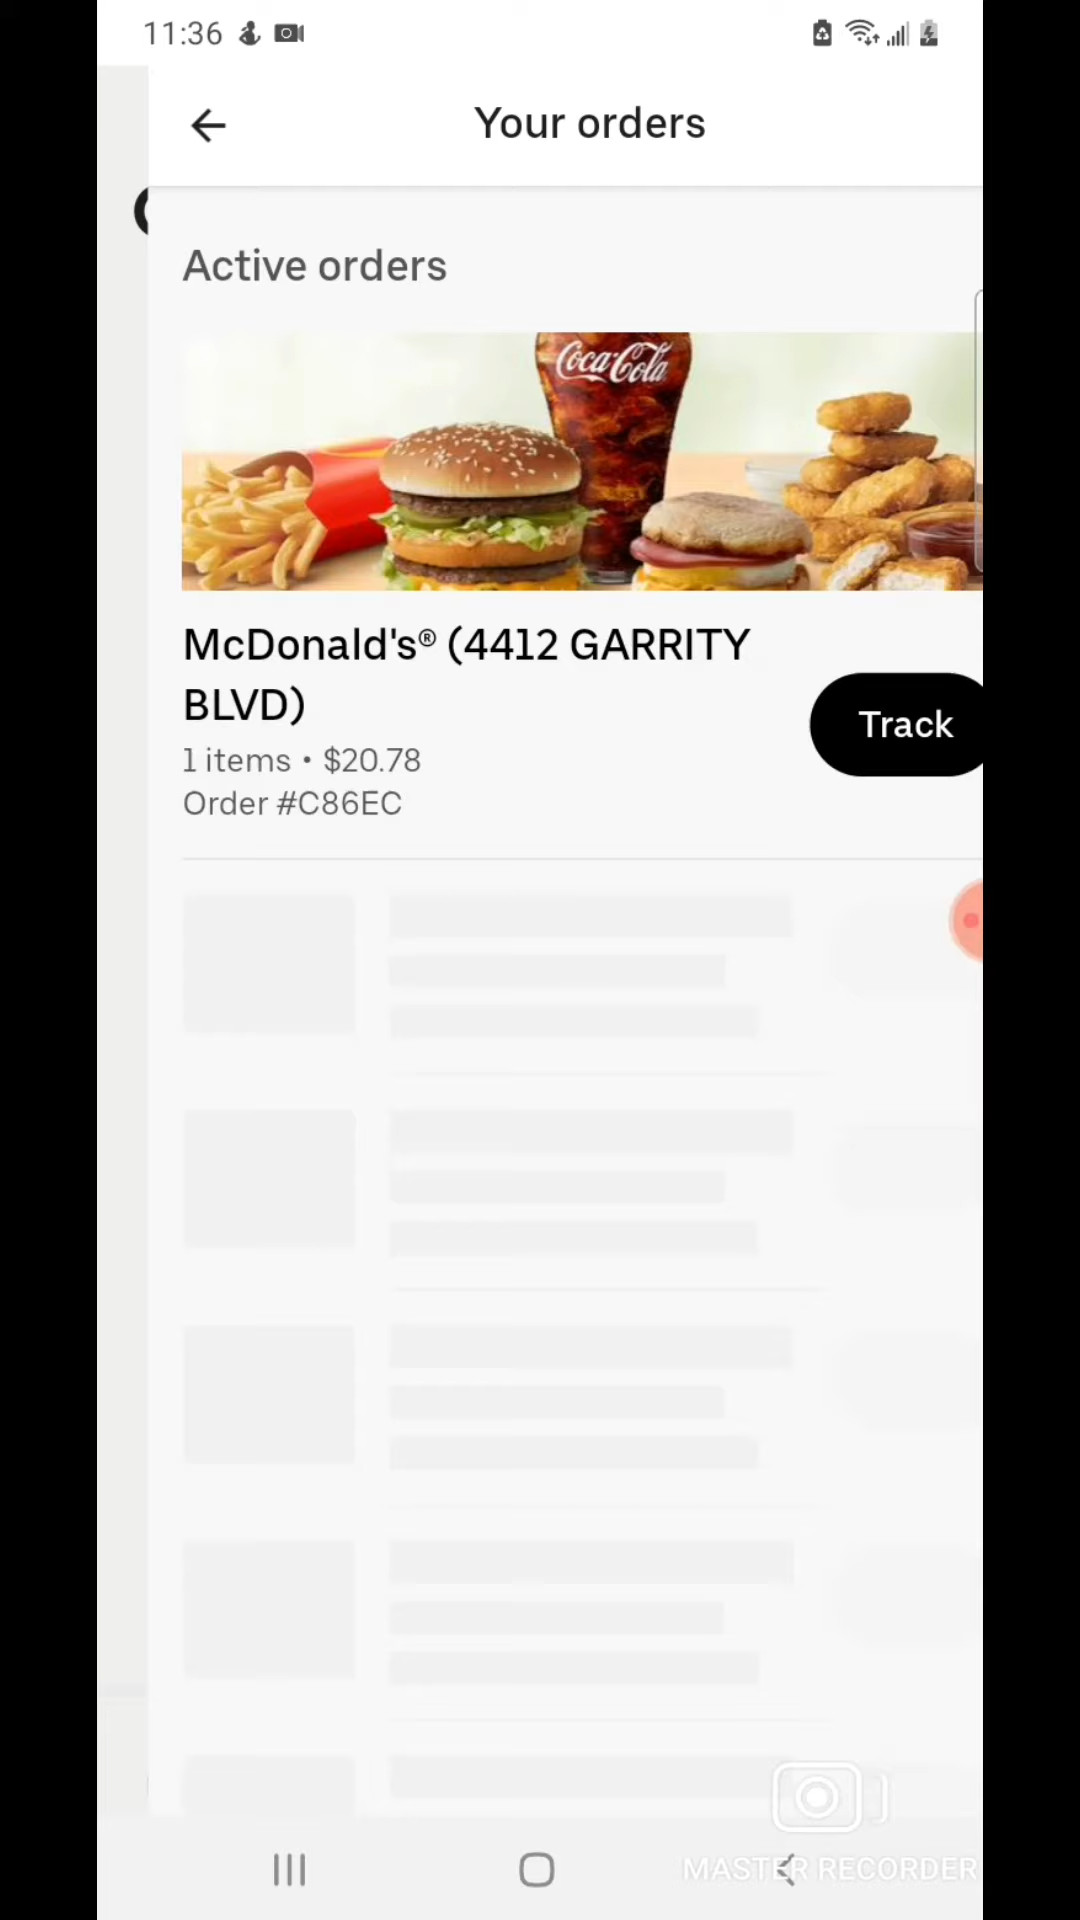 11:36
Your orders
Active orders
Coca-Cola
McDonald's® (4412 GARRITY
BLVD)
Track
1 items • $20.78
Order #C86EC
MASTER RECORDER